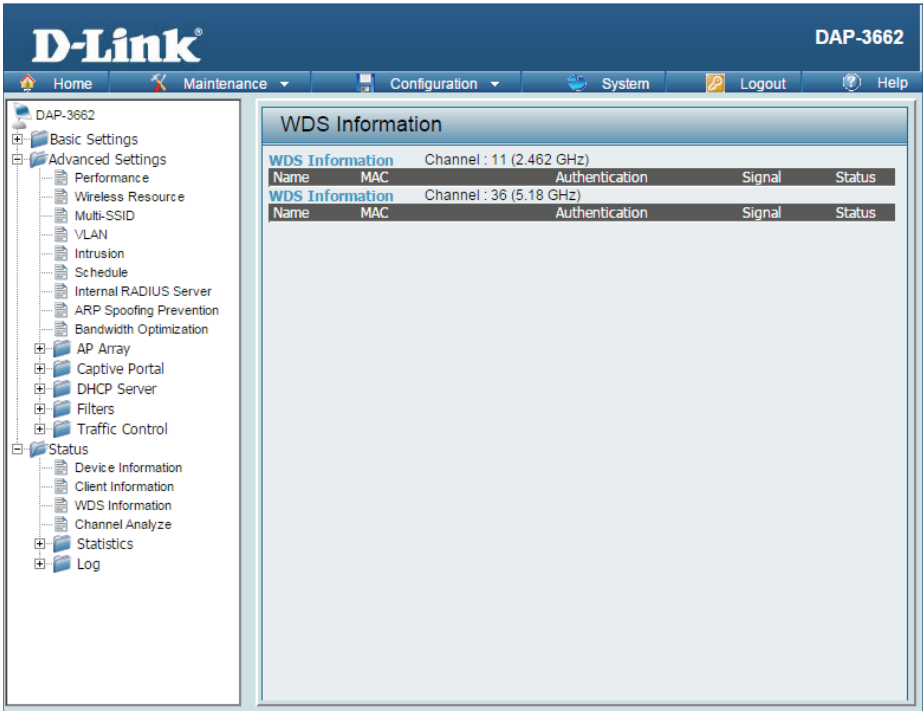 D-Link®
DAP-3662
Home Maintenance Configuration System Logout Help
DAP-3662
Basic Settings
Advanced Settings
Performance
Wireless Resource
Multi-SSID
VLAN
Intrusion
Schedule
Internal RADIUS Server
ARP Spoofing Prevention
Bandwidth Optimization
AP Array
Captive Portal
DHCP Server
Filters
Traffic Control
Status
Device Information
Client Information
WDS Information
Channel Analyze
Statistics
Log
WDS Information
WDS Information Channel : 11 (2.462 GHz)
Name MAC Authentication Signal Status
WDS Information Channel : 36 (5.18 GHz)
Name MAC Authentication Signal Status